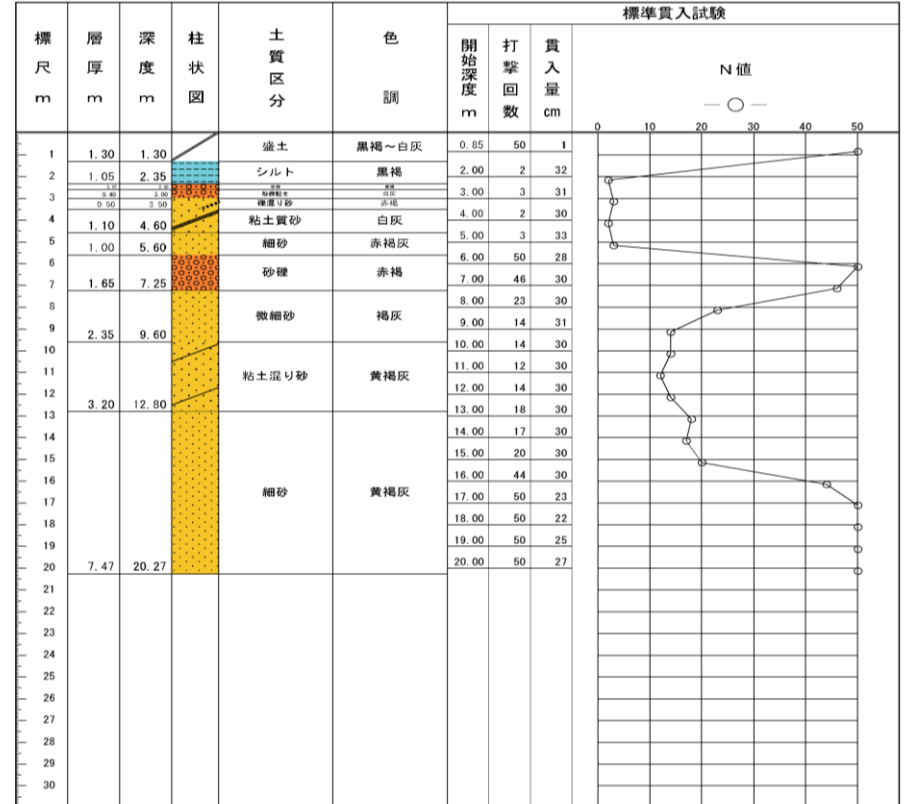 標準貫入試験
標尺 m
層厚 m
深度 m
柱状図
土質区分
色調
開始深度 m
打撃回数
貫入量 cm
N値
0 10 20 30 40 50
1 1.30 1.30 盛土 黒褐～白灰 0.85 50 1
2 1.05 2.35 シルト 黒褐 2.00 2 32
3 0.40 3.00 白灰 3.00 3 31
0.50 3.50 礫混り砂 赤褐
4 1.10 4.60 粘土質砂 白灰 4.00 2 30
5 1.00 5.60 細砂 赤褐灰 5.00 3 33
6 砂礫 赤褐 6.00 50 28
7 1.65 7.25 7.00 46 30
8 微細砂 褐灰 8.00 23 30
9 2.35 9.60 9.00 14 31
10 10.00 14 30
11 粘土混り砂 黄褐灰 11.00 12 30
12 3.20 12.80 12.00 14 30
13 13.00 18 30
14 14.00 17 30
15 15.00 20 30
16 細砂 黄褐灰 16.00 44 30
17 17.00 50 23
18 18.00 50 22
19 19.00 50 25
20 7.47 20.27 20.00 50 27
21
22
23
24
25
26
27
28
29
30